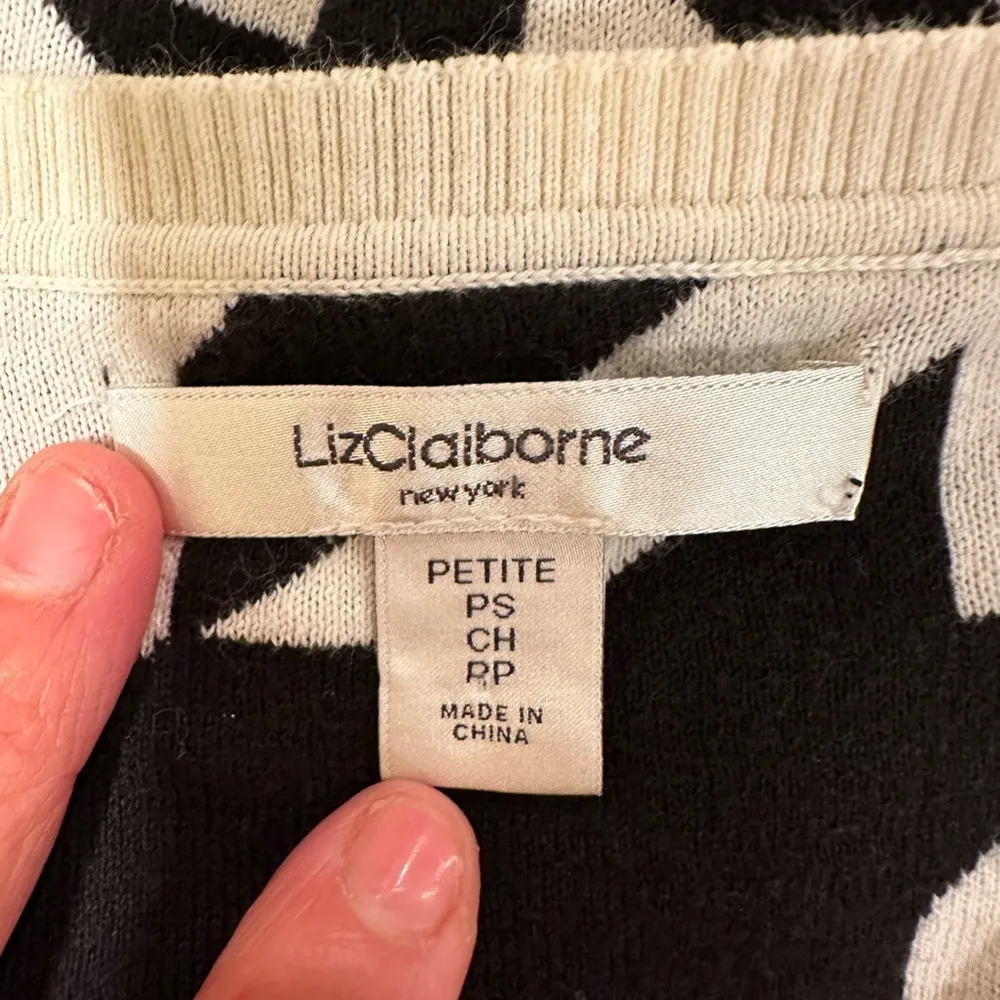 LizClaiborne
new york
PETITE
PS
CH
PP
MADE IN
CHINA